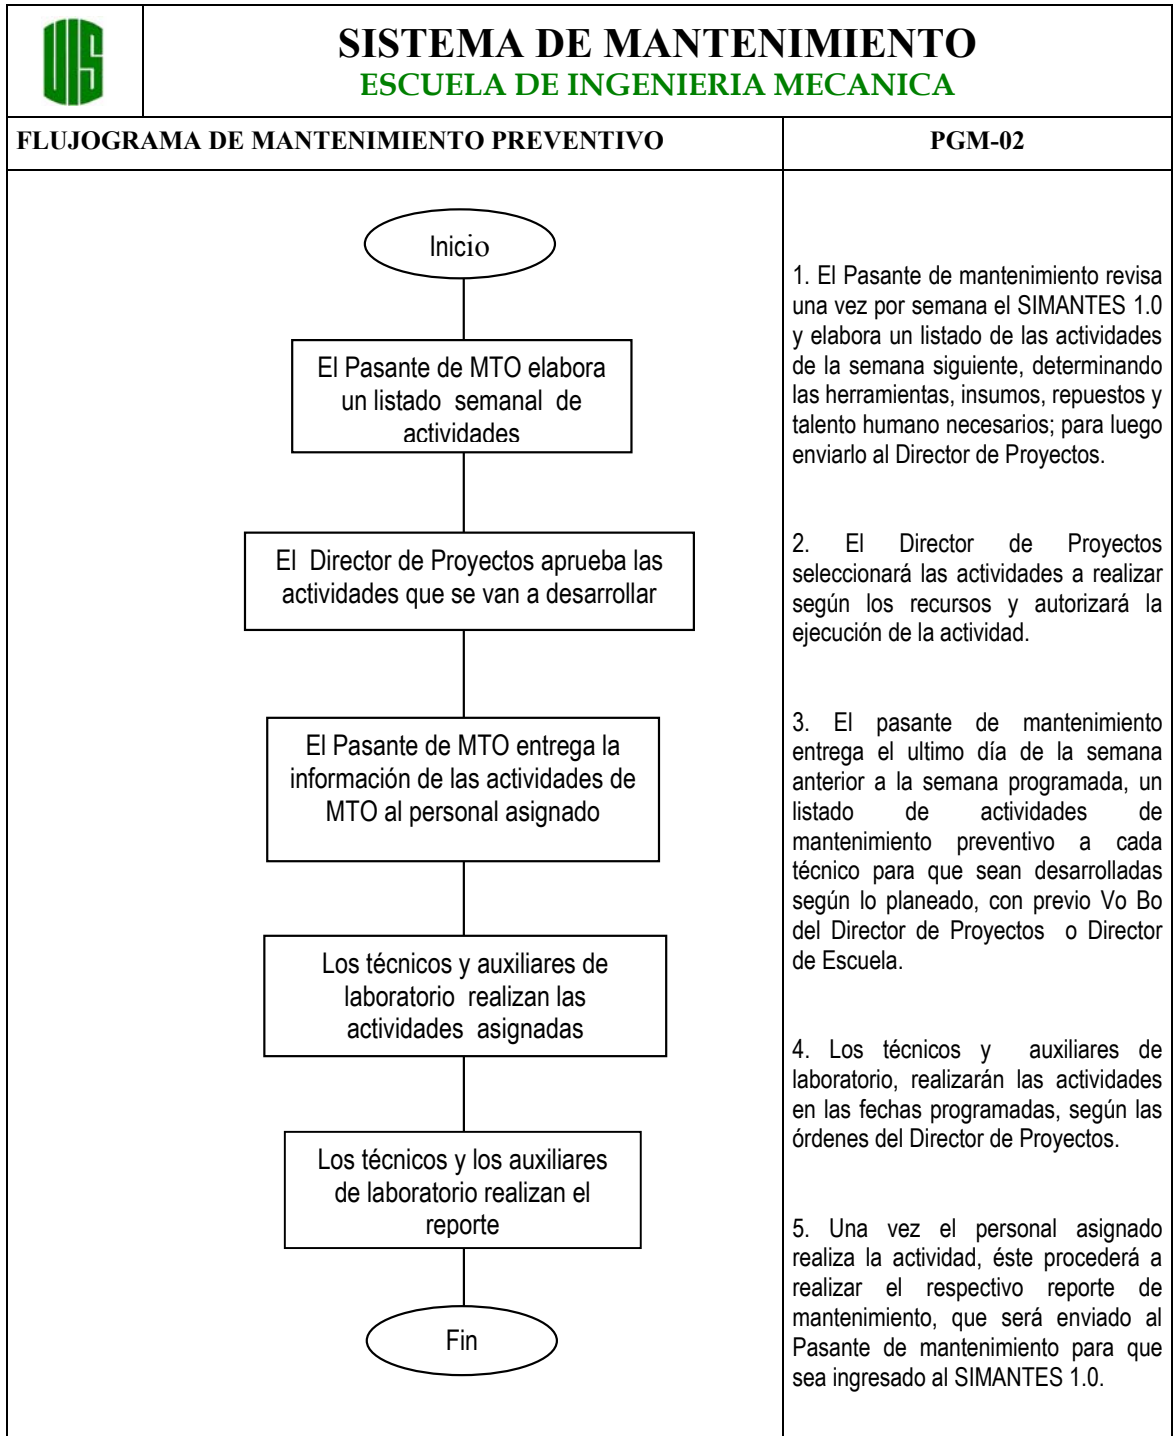 UIS
SISTEMA DE MANTENIMIENTO
ESCUELA DE INGENIERIA MECANICA
FLUJOGRAMA DE MANTENIMIENTO PREVENTIVO
PGM-02
Inicio
El Pasante de MTO elabora
un listado semanal de
actividades
El Director de Proyectos aprueba las
actividades que se van a desarrollar
El Pasante de MTO entrega la
información de las actividades de
MTO al personal asignado
Los técnicos y auxiliares de
laboratorio realizan las
actividades asignadas
Los técnicos y los auxiliares
de laboratorio realizan el
reporte
Fin
1. El Pasante de mantenimiento revisa
una vez por semana el SIMANTES 1.0
y elabora un listado de las actividades
de la semana siguiente, determinando
las herramientas, insumos, repuestos y
talento humano necesarios; para luego
enviarlo al Director de Proyectos.
2. El Director de Proyectos
seleccionará las actividades a realizar
según los recursos y autorizará la
ejecución de la actividad.
3. El pasante de mantenimiento
entrega el ultimo día de la semana
anterior a la semana programada, un
listado de actividades de
mantenimiento preventivo a cada
técnico para que sean desarrolladas
según lo planeado, con previo Vo Bo
del Director de Proyectos o Director
de Escuela.
4. Los técnicos y auxiliares de
laboratorio, realizarán las actividades
en las fechas programadas, según las
órdenes del Director de Proyectos.
5. Una vez el personal asignado
realiza la actividad, éste procederá a
realizar el respectivo reporte de
mantenimiento, que será enviado al
Pasante de mantenimiento para que
sea ingresado al SIMANTES 1.0.